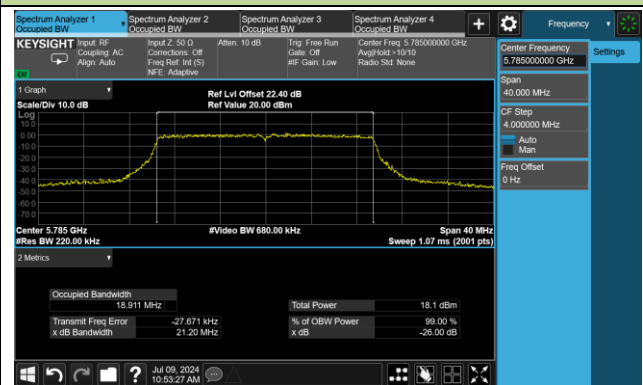 Spectrum Analyzer 1
Occupied BW
Spectrum Analyzer 2
Occupied BW
Spectrum Analyzer 3
Occupied BW
Spectrum Analyzer 4
Occupied BW
+
Frequency
KEYSIGHT
Input: RF
Coupling: AC
Align: Auto
Input Z: 50 Ω
Corrections: Off
Freq Ref: Int (S)
NFE: Adaptive
Atten: 10 dB
Trig: Free Run
Gate: Off
#IF Gain: Low
Center Freq: 5.785000000 GHz
Avg|Hold:>10/10
Radio Std: None
Center Frequency
5.785000000 GHz
Settings
Span
40.000 MHz
CF Step
4.000000 MHz
Auto
Man
Freq Offset
0 Hz
1 Graph
Scale/Div 10.0 dB
Ref Lvl Offset 22.40 dB
Ref Value 20.00 dBm
Log
10.0
0.00
-10.0
-20.0
-30.0
-40.0
-50.0
-60.0
-70.0
Center 5.785 GHz
#Video BW 680.00 kHz
Span 40 MHz
#Res BW 220.00 kHz
Sweep 1.07 ms (2001 pts)
2 Metrics
Occupied Bandwidth
18.911 MHz
Total Power
18.1 dBm
Transmit Freq Error
-27.671 kHz
% of OBW Power
99.00 %
x dB Bandwidth
21.20 MHz
x dB
-26.00 dB
?
Jul 09, 2024
10:53:27 AM